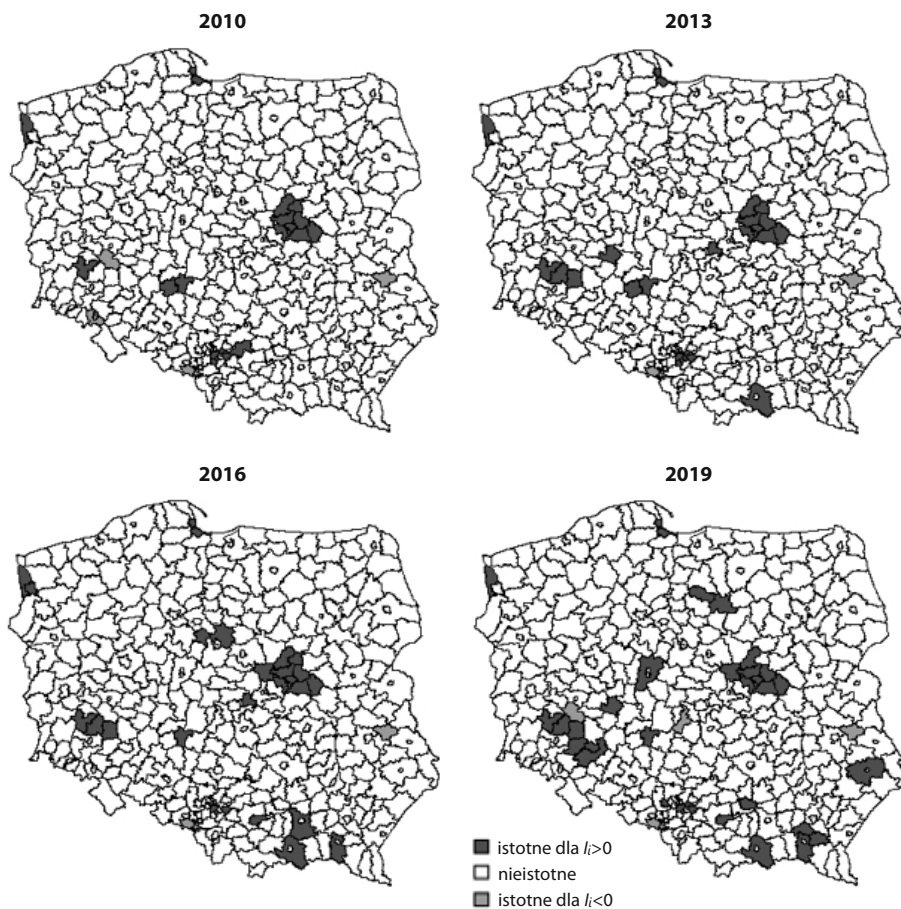 2010
2013
2016
2019
istotne dla Iᵢ>0
nieistotne
istotne dla Iᵢ<0